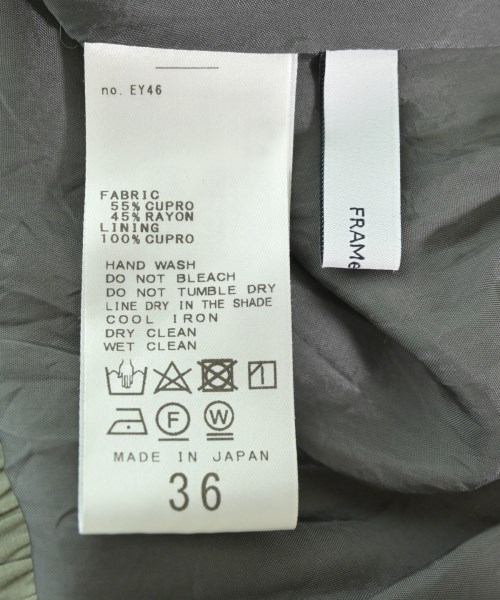 no. EY46
FABRIC
55% CUPRO
45% RAYON
LINING
100% CUPRO
HAND WASH
DO NOT BLEACH
DO NOT TUMBLE DRY
LINE DRY IN THE SHADE
COOL IRON
DRY CLEAN
WET CLEAN
F
W
MADE IN JAPAN
36
FRAMe